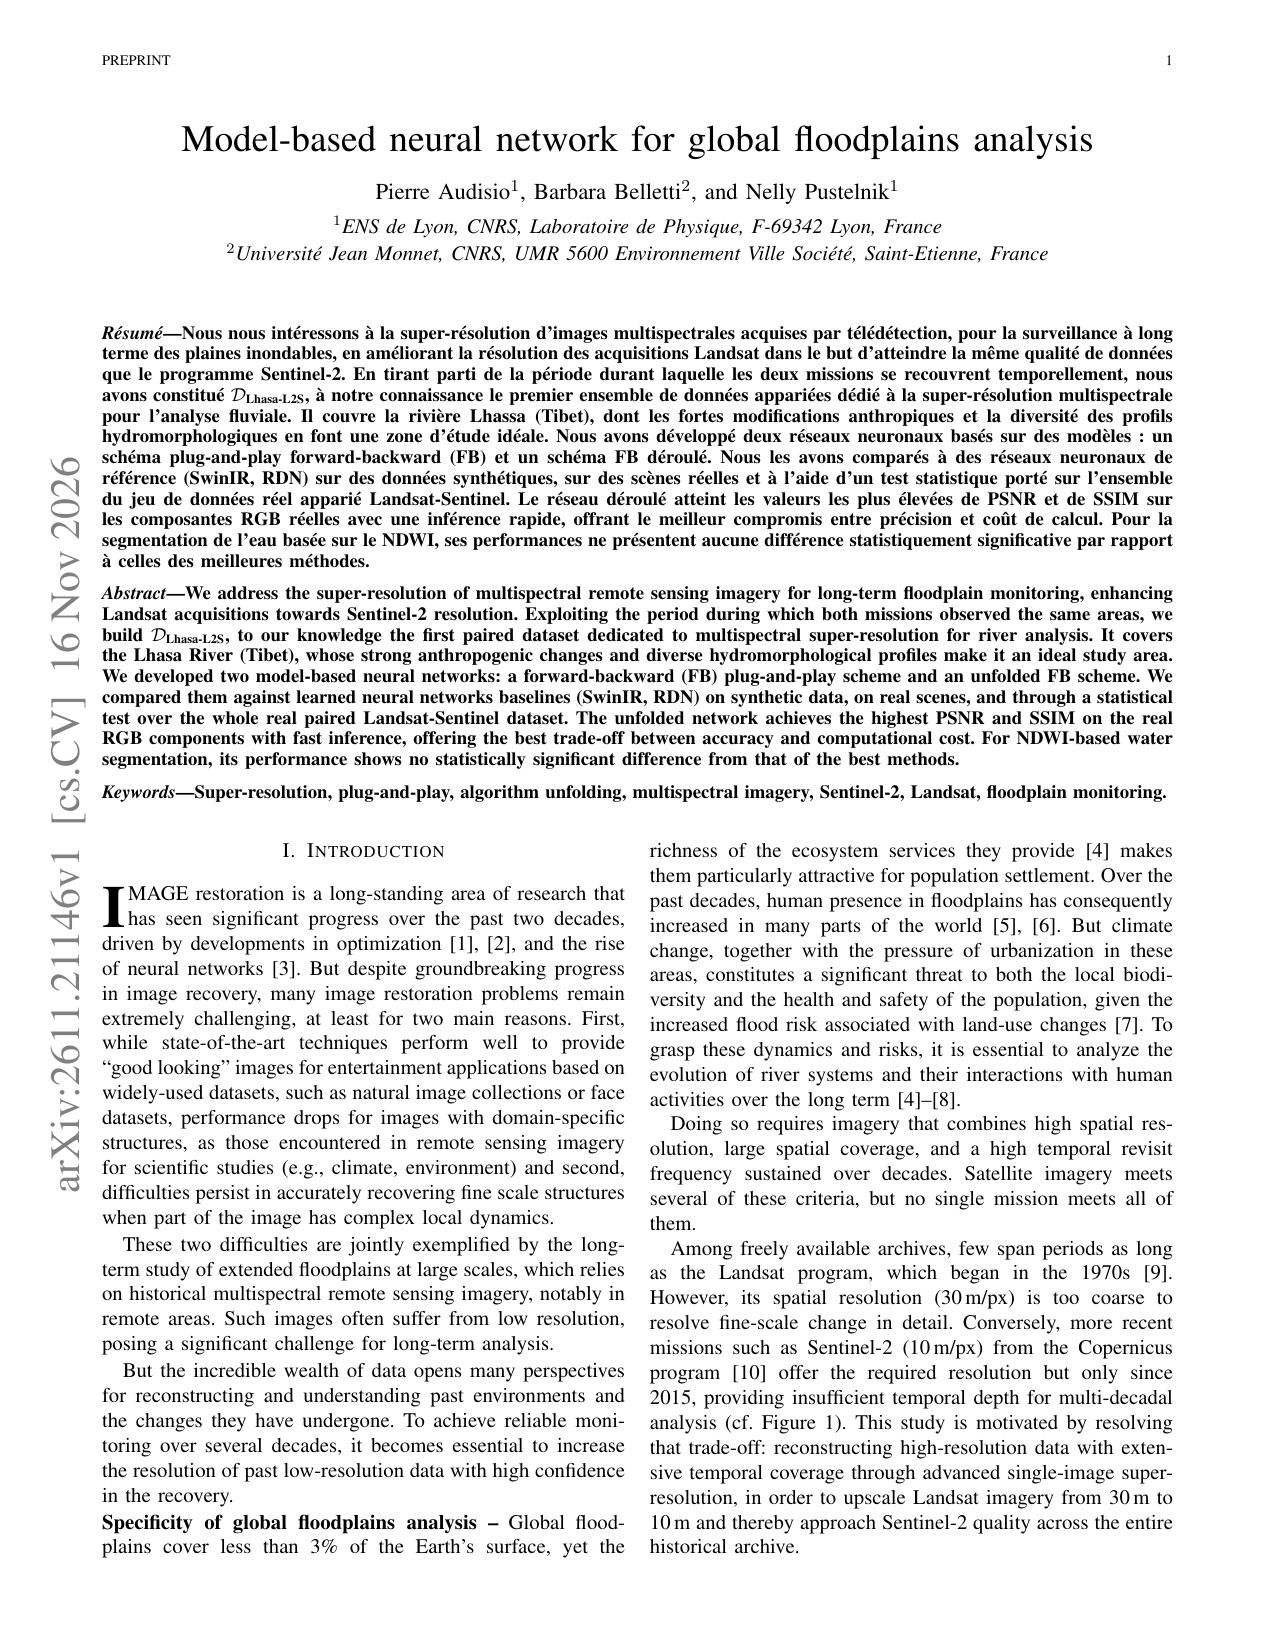 PREPRINT
1
Model-based neural network for global floodplains analysis
Pierre Audisio1, Barbara Belletti2, and Nelly Pustelnik1
1ENS de Lyon, CNRS, Laboratoire de Physique, F-69342 Lyon, France
2Université Jean Monnet, CNRS, UMR 5600 Environnement Ville Société, Saint-Etienne, France
Résumé—Nous nous intéressons à la super-résolution d'images multispectrales acquises par télédétection, pour la surveillance à long
terme des plaines inondables, en améliorant la résolution des acquisitions Landsat dans le but d'atteindre la même qualité de données
que le programme Sentinel-2. En tirant parti de la période durant laquelle les deux missions se recouvrent temporellement, nous
avons constitué DLhasa-L2S, à notre connaissance le premier ensemble de données appariées dédié à la super-résolution multispectrale
pour l'analyse fluviale. Il couvre la rivière Lhassa (Tibet), dont les fortes modifications anthropiques et la diversité des profils
hydromorphologiques en font une zone d'étude idéale. Nous avons développé deux réseaux neuronaux basés sur des modèles : un
schéma plug-and-play forward-backward (FB) et un schéma FB déroulé. Nous les avons comparés à des réseaux neuronaux de
référence (SwinIR, RDN) sur des données synthétiques, sur des scènes réelles et à l'aide d'un test statistique porté sur l'ensemble
du jeu de données réel apparié Landsat-Sentinel. Le réseau déroulé atteint les valeurs les plus élevées de PSNR et de SSIM sur
les composantes RGB réelles avec une inférence rapide, offrant le meilleur compromis entre précision et coût de calcul. Pour la
segmentation de l'eau basée sur le NDWI, ses performances ne présentent aucune différence statistiquement significative par rapport
à celles des meilleures méthodes.
Abstract—We address the super-resolution of multispectral remote sensing imagery for long-term floodplain monitoring, enhancing
Landsat acquisitions towards Sentinel-2 resolution. Exploiting the period during which both missions observed the same areas, we
build DLhasa-L2S, to our knowledge the first paired dataset dedicated to multispectral super-resolution for river analysis. It covers
the Lhasa River (Tibet), whose strong anthropogenic changes and diverse hydromorphological profiles make it an ideal study area.
We developed two model-based neural networks: a forward-backward (FB) plug-and-play scheme and an unfolded FB scheme. We
compared them against learned neural networks baselines (SwinIR, RDN) on synthetic data, on real scenes, and through a statistical
test over the whole real paired Landsat-Sentinel dataset. The unfolded network achieves the highest PSNR and SSIM on the real
RGB components with fast inference, offering the best trade-off between accuracy and computational cost. For NDWI-based water
segmentation, its performance shows no statistically significant difference from that of the best methods.
Keywords—Super-resolution, plug-and-play, algorithm unfolding, multispectral imagery, Sentinel-2, Landsat, floodplain monitoring.
I. INTRODUCTION
IMAGE restoration is a long-standing area of research that
has seen significant progress over the past two decades,
driven by developments in optimization [1], [2], and the rise
of neural networks [3]. But despite groundbreaking progress
in image recovery, many image restoration problems remain
extremely challenging, at least for two main reasons. First,
while state-of-the-art techniques perform well to provide
“good looking” images for entertainment applications based on
widely-used datasets, such as natural image collections or face
datasets, performance drops for images with domain-specific
structures, as those encountered in remote sensing imagery
for scientific studies (e.g., climate, environment) and second,
difficulties persist in accurately recovering fine scale structures
when part of the image has complex local dynamics.
These two difficulties are jointly exemplified by the long-
term study of extended floodplains at large scales, which relies
on historical multispectral remote sensing imagery, notably in
remote areas. Such images often suffer from low resolution,
posing a significant challenge for long-term analysis.
But the incredible wealth of data opens many perspectives
for reconstructing and understanding past environments and
the changes they have undergone. To achieve reliable moni-
toring over several decades, it becomes essential to increase
the resolution of past low-resolution data with high confidence
in the recovery.
Specificity of global floodplains analysis – Global flood-
plains cover less than 3% of the Earth's surface, yet the
richness of the ecosystem services they provide [4] makes
them particularly attractive for population settlement. Over the
past decades, human presence in floodplains has consequently
increased in many parts of the world [5], [6]. But climate
change, together with the pressure of urbanization in these
areas, constitutes a significant threat to both the local biodi-
versity and the health and safety of the population, given the
increased flood risk associated with land-use changes [7]. To
grasp these dynamics and risks, it is essential to analyze the
evolution of river systems and their interactions with human
activities over the long term [4]–[8].
Doing so requires imagery that combines high spatial res-
olution, large spatial coverage, and a high temporal revisit
frequency sustained over decades. Satellite imagery meets
several of these criteria, but no single mission meets all of
them.
Among freely available archives, few span periods as long
as the Landsat program, which began in the 1970s [9].
However, its spatial resolution (30 m/px) is too coarse to
resolve fine-scale change in detail. Conversely, more recent
missions such as Sentinel-2 (10 m/px) from the Copernicus
program [10] offer the required resolution but only since
2015, providing insufficient temporal depth for multi-decadal
analysis (cf. Figure 1). This study is motivated by resolving
that trade-off: reconstructing high-resolution data with exten-
sive temporal coverage through advanced single-image super-
resolution, in order to upscale Landsat imagery from 30 m to
10 m and thereby approach Sentinel-2 quality across the entire
historical archive.
arXiv:2611.21146v1 [cs.CV] 16 Nov 2026